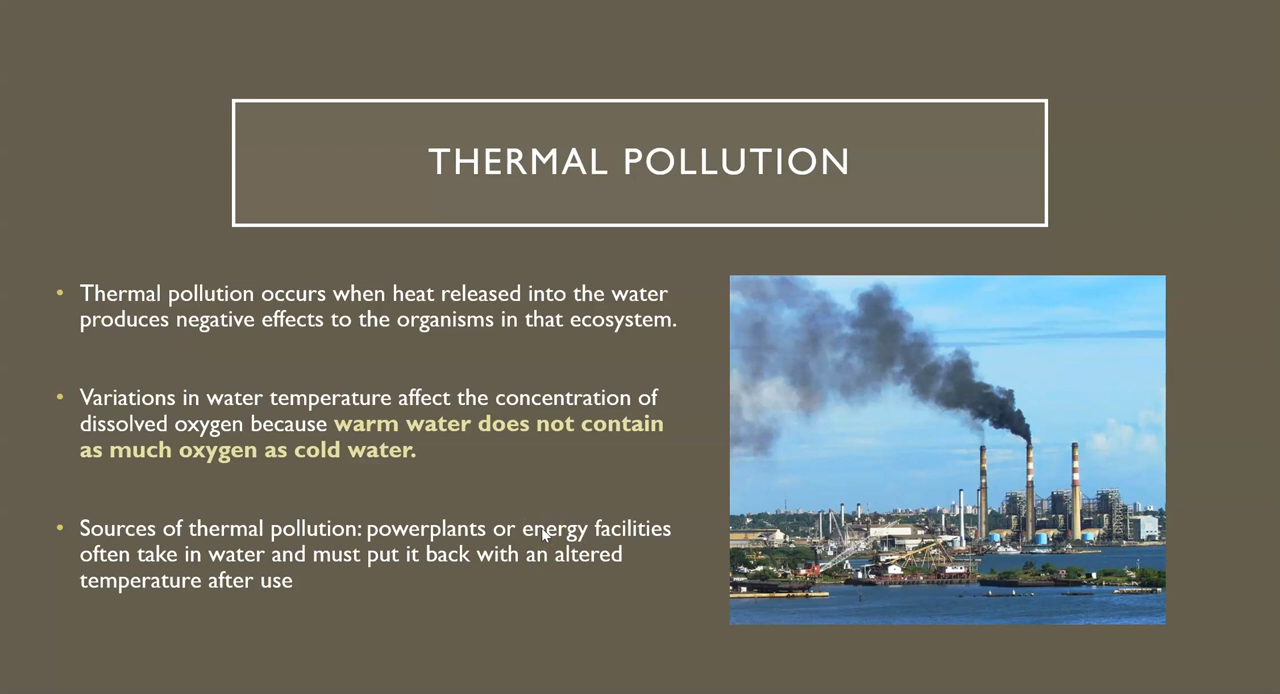 THERMAL POLLUTION
• Thermal pollution occurs when heat released into the water
produces negative effects to the organisms in that ecosystem.
• Variations in water temperature affect the concentration of
dissolved oxygen because warm water does not contain
as much oxygen as cold water.
• Sources of thermal pollution: powerplants or energy facilities
often take in water and must put it back with an altered
temperature after use